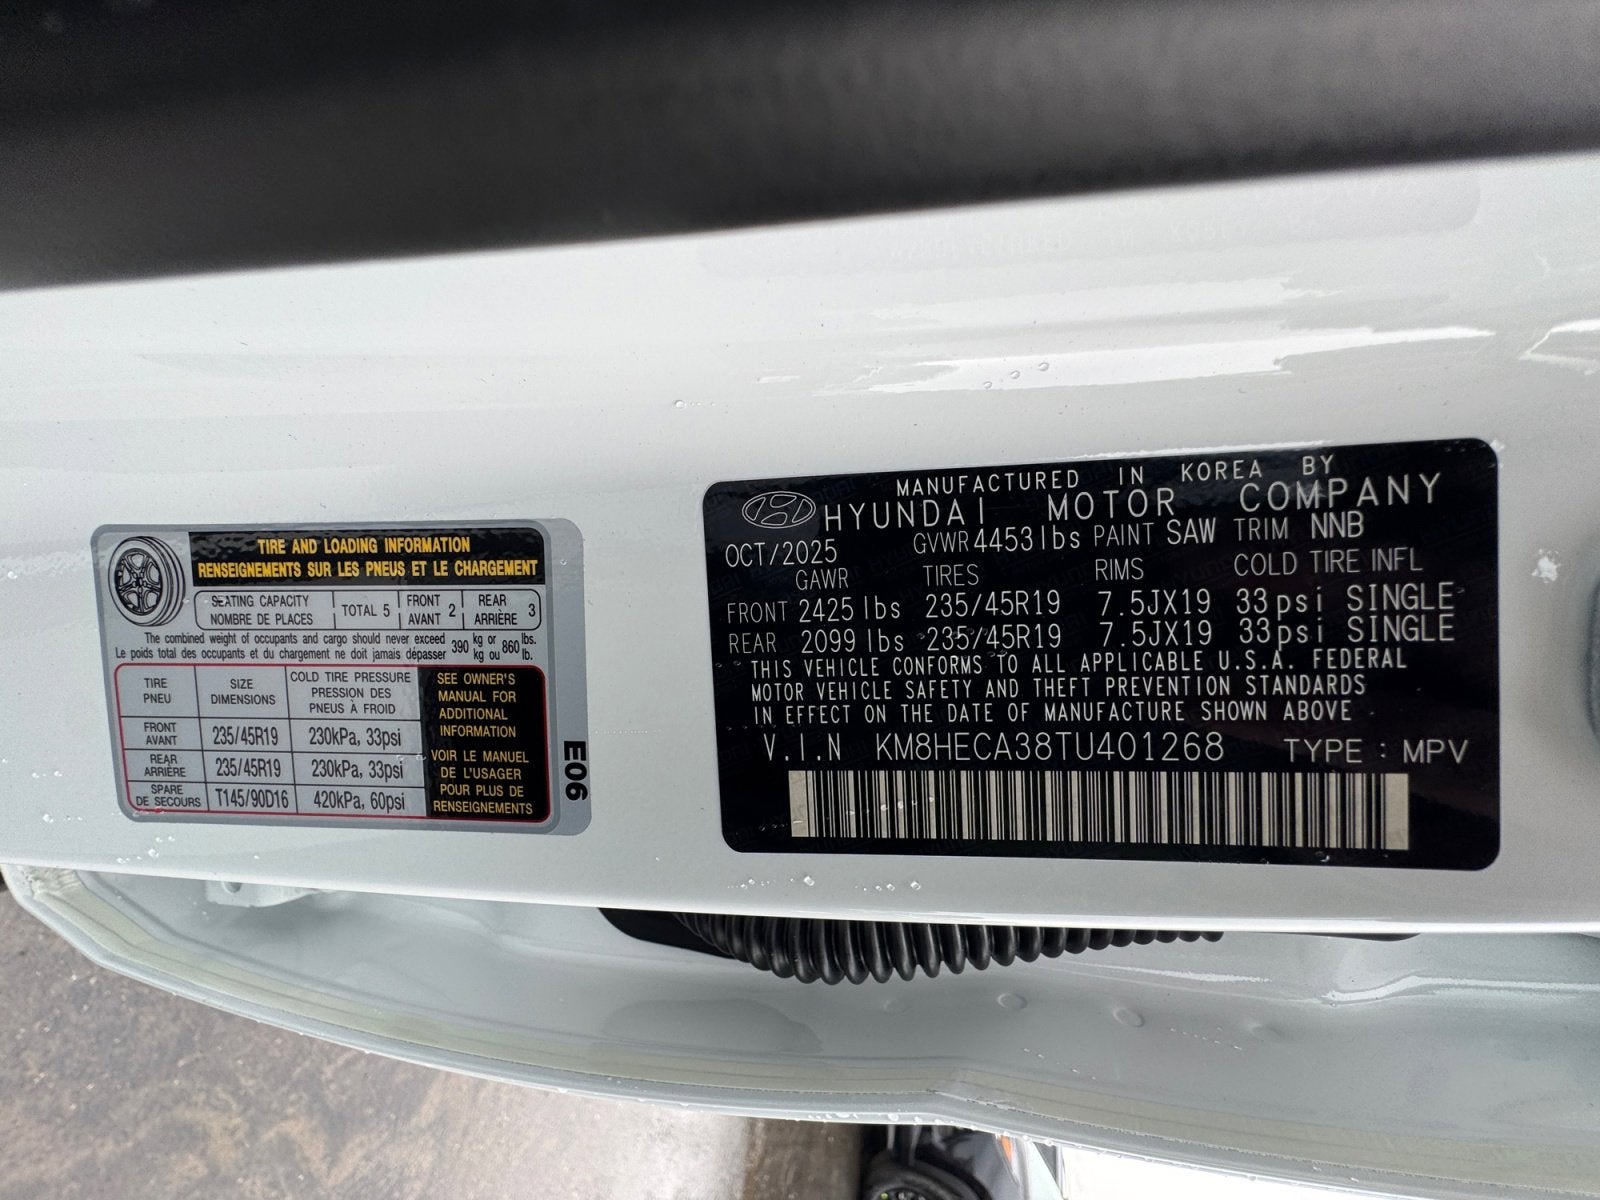 TIRE AND LOADING INFORMATION
RENSEIGNEMENTS SUR LES PNEUS ET LE CHARGEMENT
SEATING CAPACITY
NOMBRE DE PLACES
TOTAL 5
FRONT
AVANT 2
REAR
ARRIÈRE 3
The combined weight of occupants and cargo should never exceed 390 kg or 860 lbs.
Le poids total des occupants et du chargement ne doit jamais dépasser kg ou lb.
TIRE
PNEU
SIZE
DIMENSIONS
COLD TIRE PRESSURE
PRESSION DES
PNEUS À FROID
FRONT
AVANT
235/45R19
230kPa, 33psi
REAR
ARRIÈRE
235/45R19
230kPa, 33psi
SPARE
DE SECOURS
T145/90D16
420kPa, 60psi
SEE OWNER'S
MANUAL FOR
ADDITIONAL
INFORMATION
VOIR LE MANUEL
DE L'USAGER
POUR PLUS DE
RENSEIGNEMENTS
E06
MANUFACTURED IN KOREA BY
HYUNDAI MOTOR COMPANY
OCT/2025 GVWR 4453 lbs PAINT SAW TRIM NNB
GAWR TIRES RIMS COLD TIRE INFL
FRONT 2425 lbs 235/45R19 7.5JX19 33psi SINGLE
REAR 2099 lbs 235/45R19 7.5JX19 33psi SINGLE
THIS VEHICLE CONFORMS TO ALL APPLICABLE U.S.A. FEDERAL
MOTOR VEHICLE SAFETY AND THEFT PREVENTION STANDARDS
IN EFFECT ON THE DATE OF MANUFACTURE SHOWN ABOVE
V.I.N KM8HECA38TU401268 TYPE : MPV